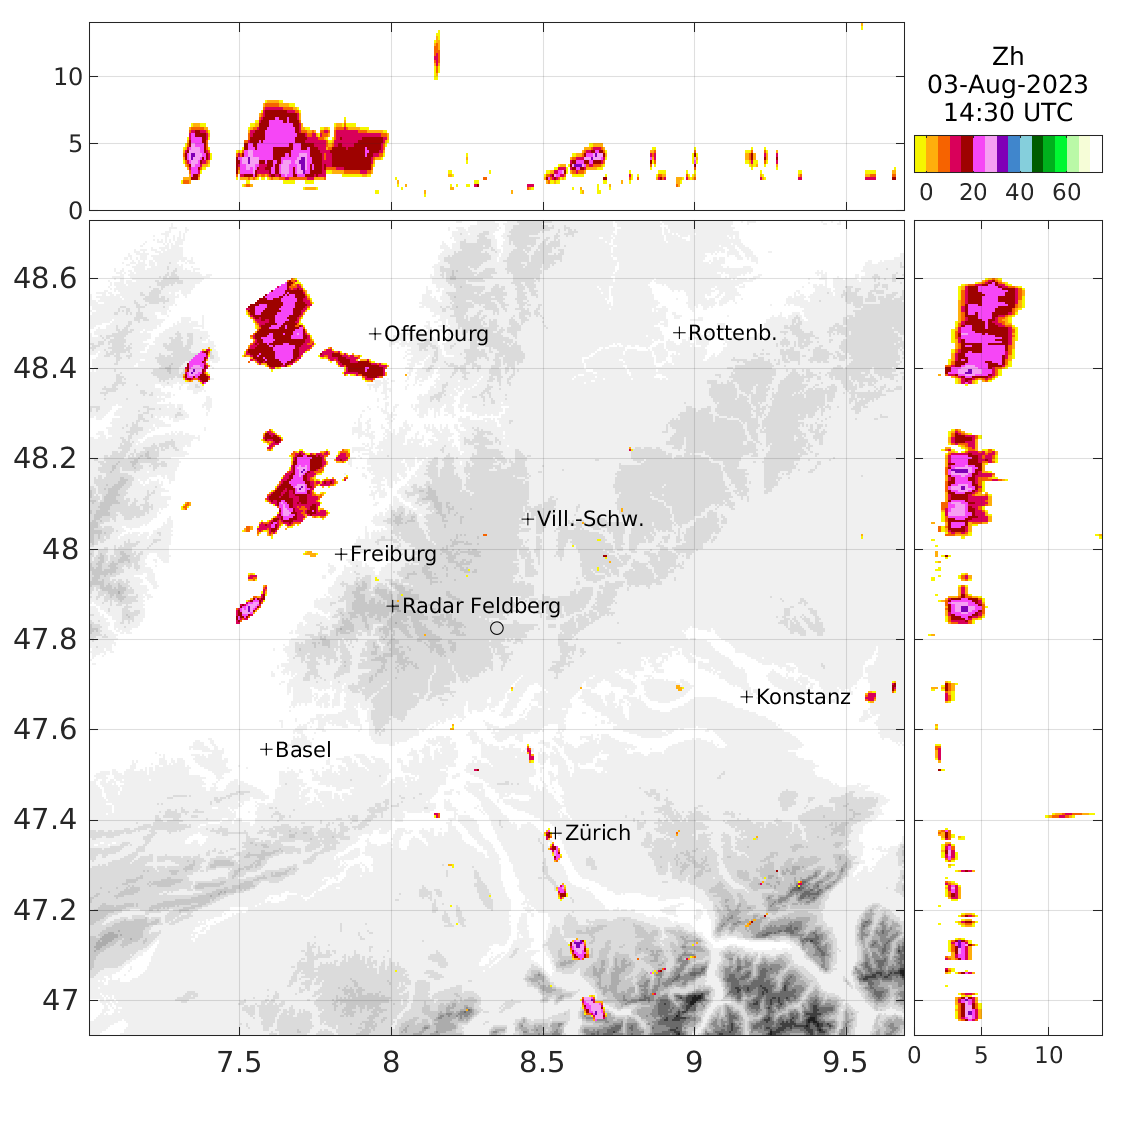 10
5
0
Zh
03-Aug-2023
14:30 UTC
0 20 40 60
48.6
48.4
48.2
48
47.8
47.6
47.4
47.2
47
Offenburg
Rottenb.
Vill.-Schw.
Freiburg
Radar Feldberg
Konstanz
Basel
Zürich
7.5 8 8.5 9 9.5
0 5 10